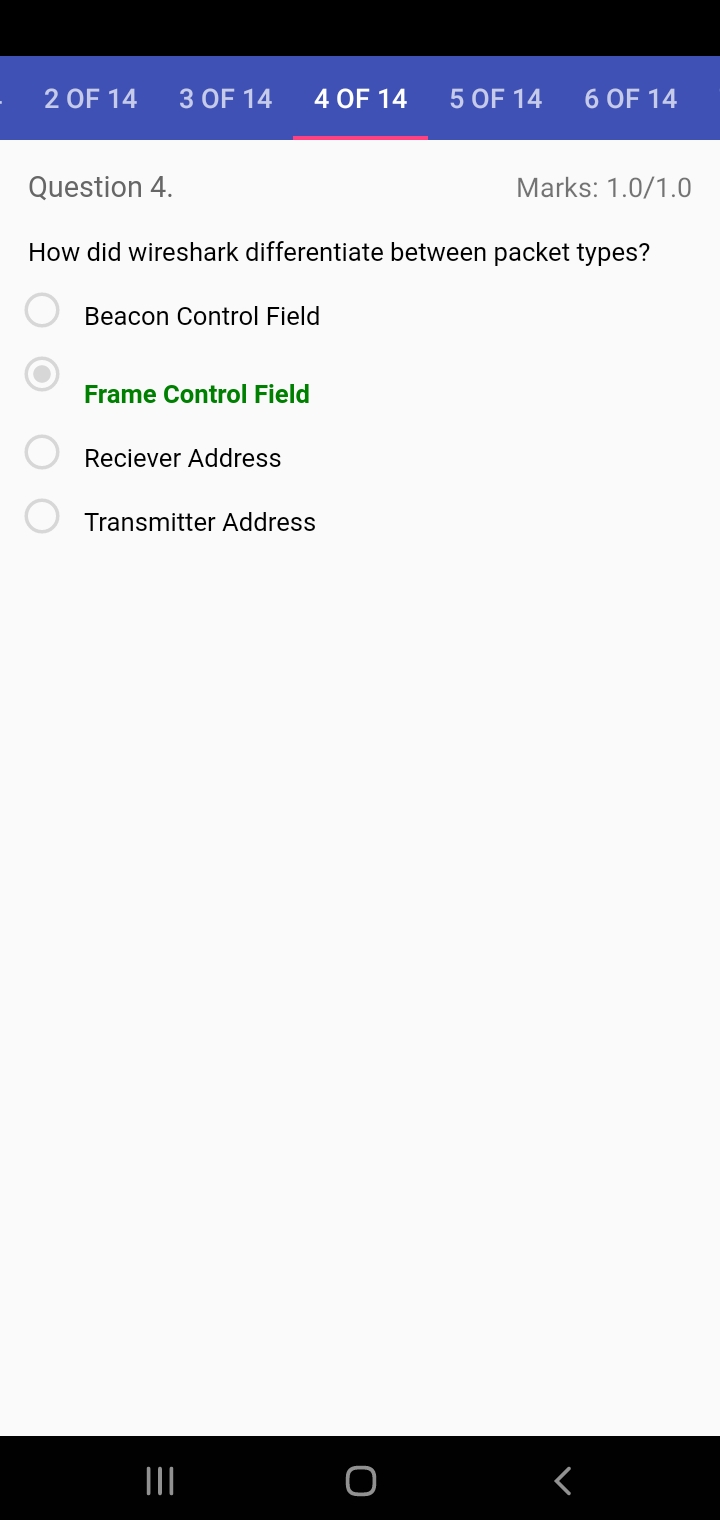 2 OF 14 3 OF 14 4 OF 14 5 OF 14 6 OF 14
Question 4. Marks: 1.0/1.0
How did wireshark differentiate between packet types?
Beacon Control Field
Frame Control Field
Reciever Address
Transmitter Address